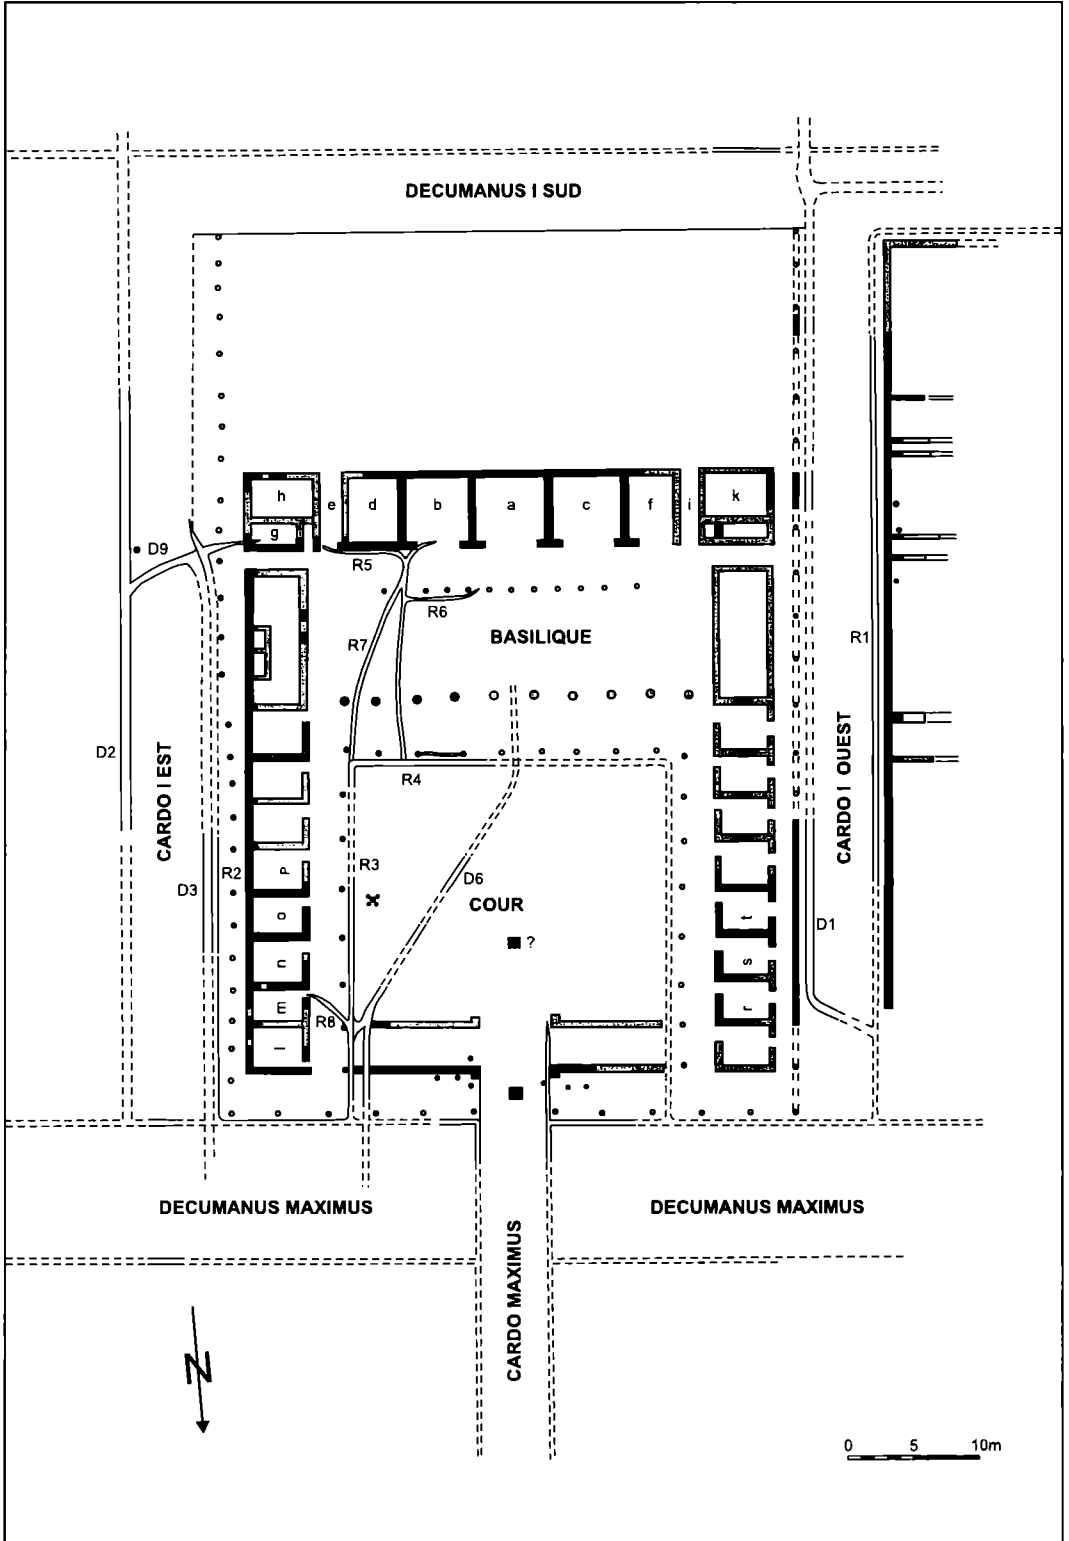 DECUMANUS I SUD
h
e
d
b
a
c
f
i
k
g
D9
R5
R6
R7
BASILIQUE
R1
D2
CARDO I EST
R4
CARDO I OUEST
D3
R2
P
R3
D6
COUR
o
t
D1
?
n
s
m
R8
r
l
DECUMANUS MAXIMUS
DECUMANUS MAXIMUS
CARDO MAXIMUS
N
0 5 10m